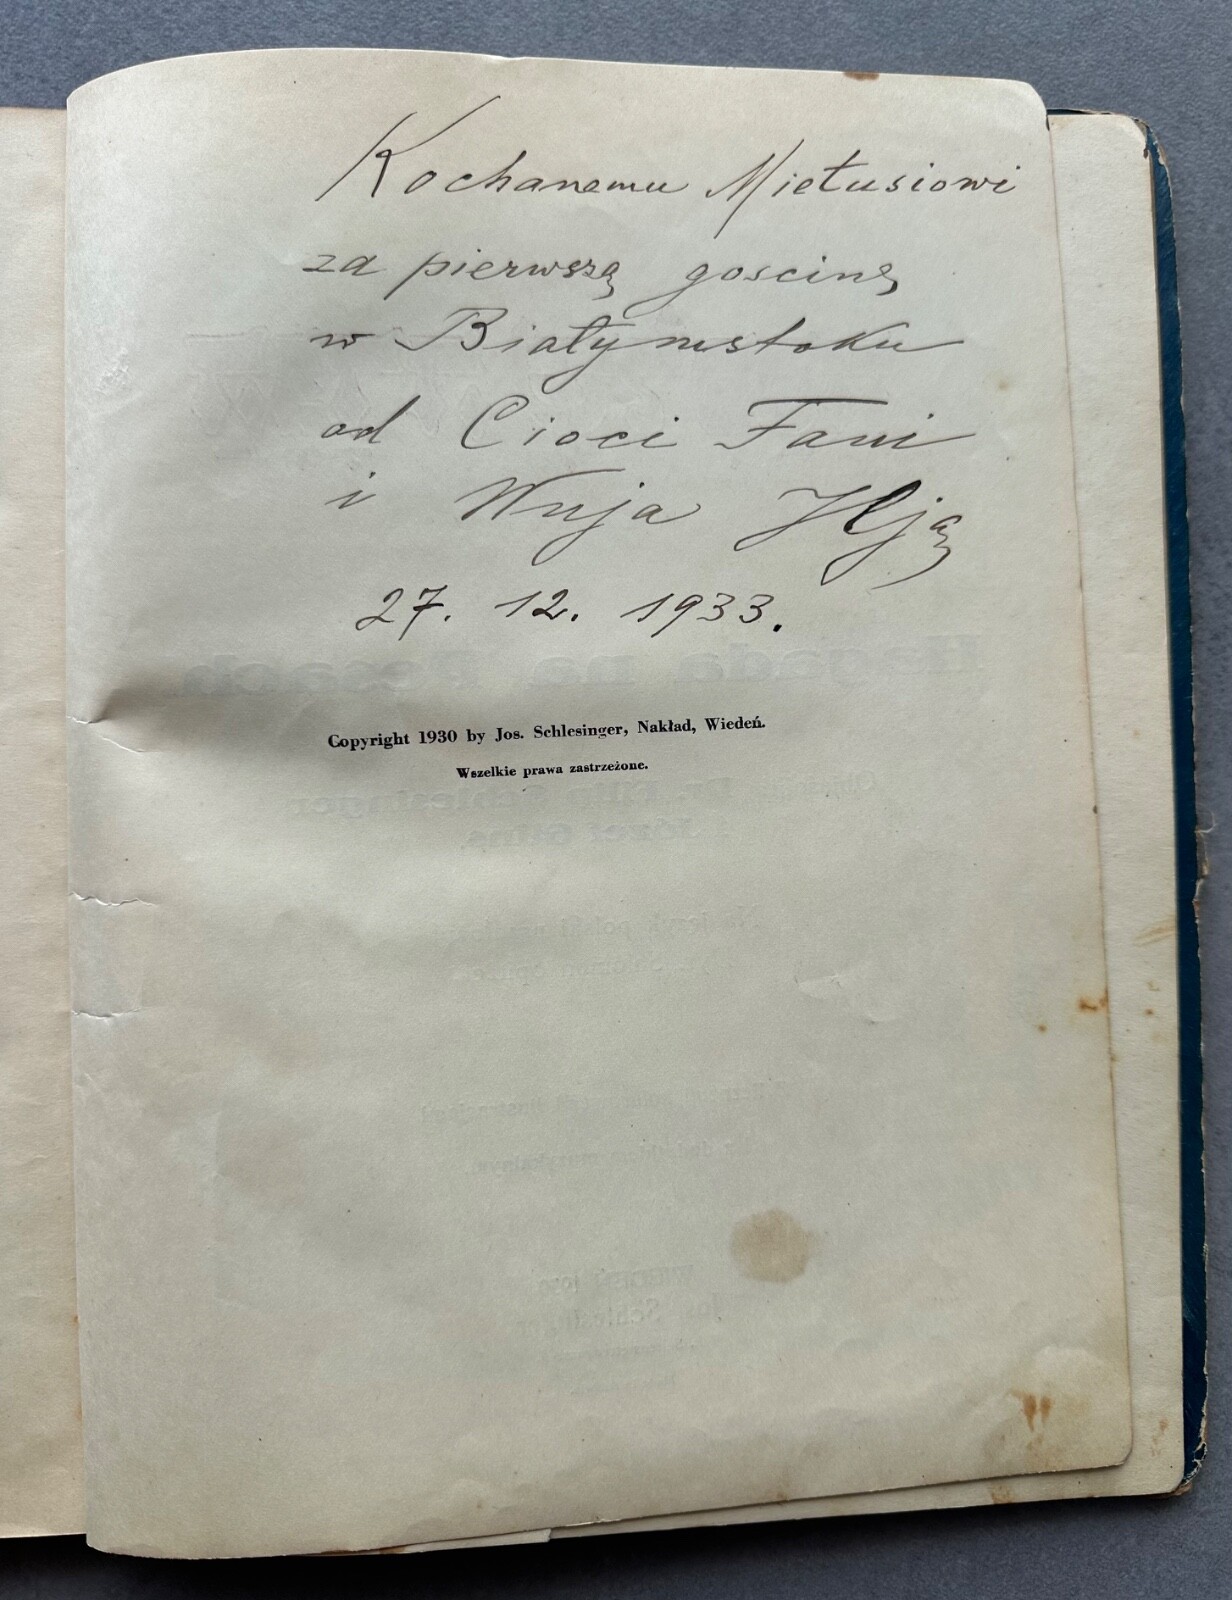 Kochanemu Mietusiowi
za pierwszą gościnę
w Białymstoku
od Cioci Fani
i Wuja Ilją
27. 12. 1933.
Copyright 1930 by Jos. Schlesinger, Nakład, Wiedeń.
Wszelkie prawa zastrzeżone.